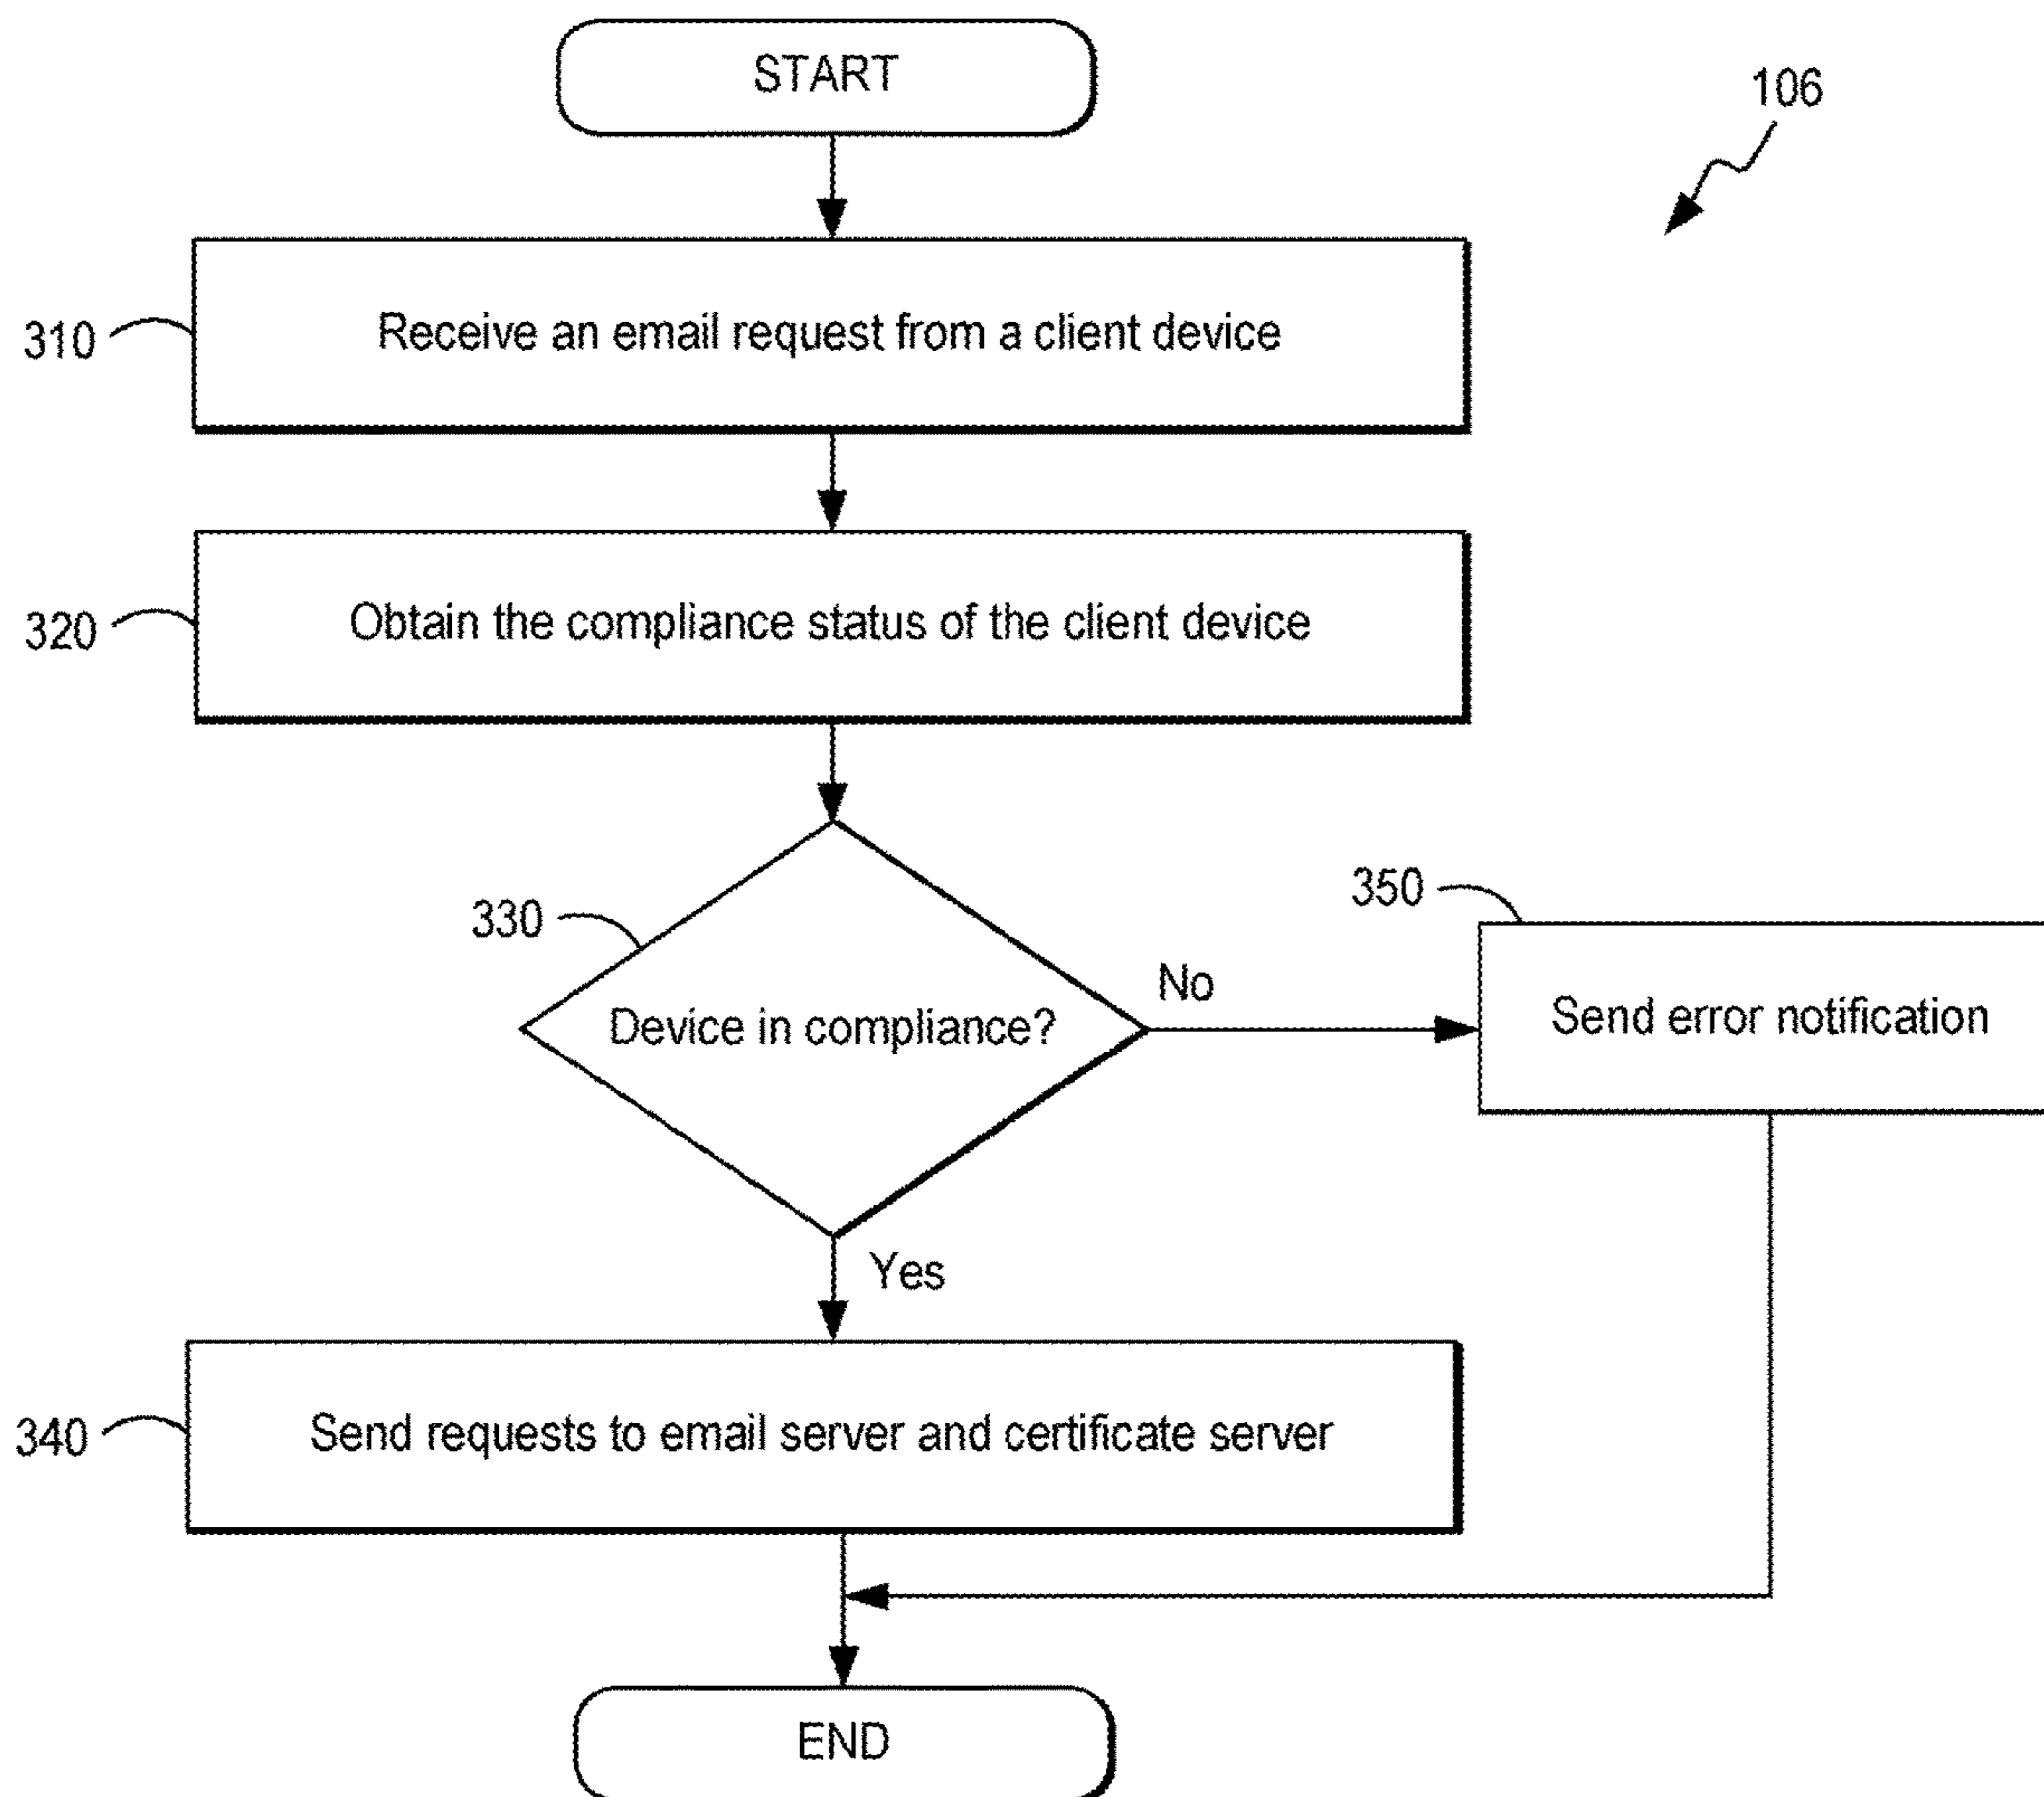 START
106
310
Receive an email request from a client device
320
Obtain the compliance status of the client device
330
Device in compliance?
No
350
Send error notification
Yes
340
Send requests to email server and certificate server
END